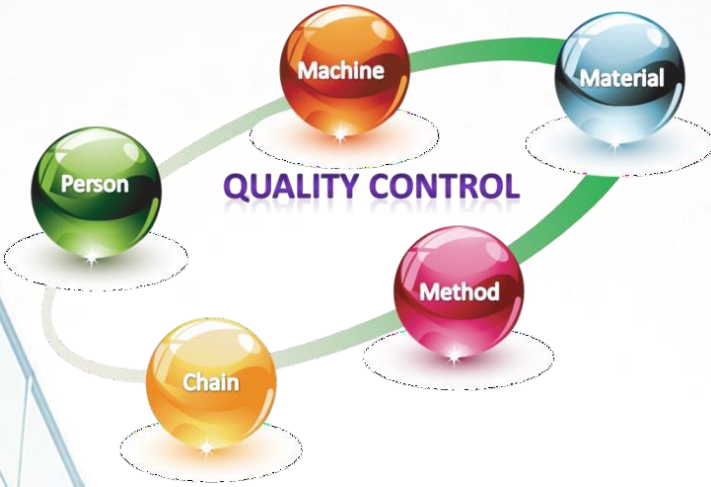 Machine
Material
Person
QUALITY CONTROL
Method
Chain